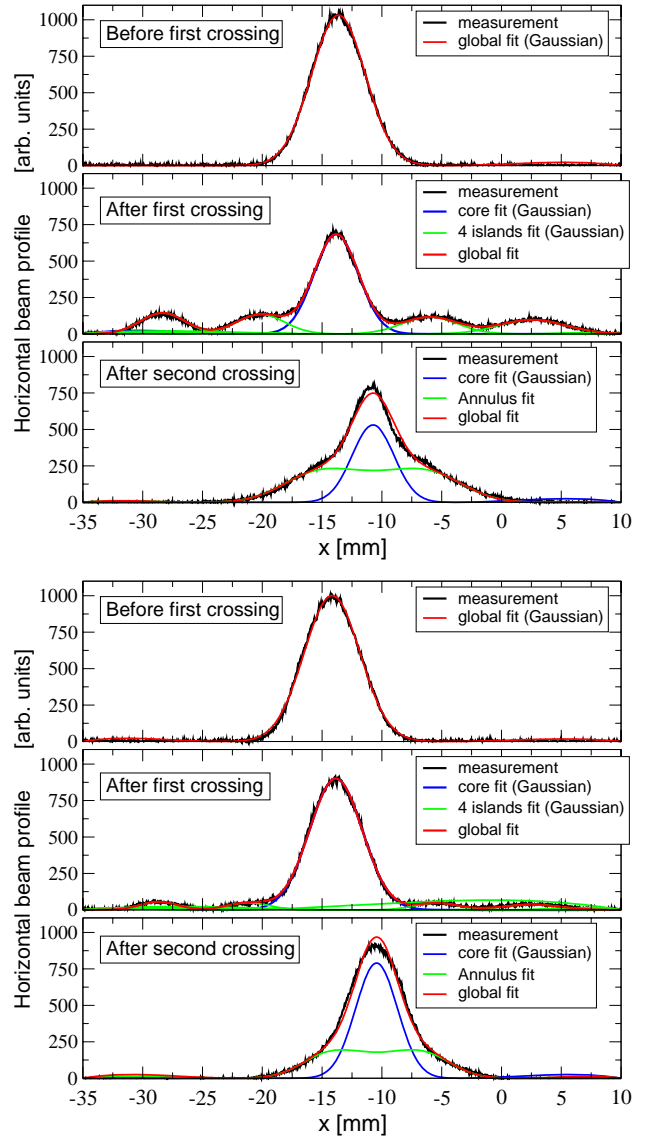 Before first crossing
measurement
global fit (Gaussian)
1000
750
500
250
0
[arb. units]
After first crossing
measurement
core fit (Gaussian)
4 islands fit (Gaussian)
global fit
1000
750
500
250
0
Horizontal beam profile
After second crossing
measurement
core fit (Gaussian)
Annulus fit
global fit
1000
750
500
250
0
-35 -30 -25 -20 -15 -10 -5 0 5 10
x [mm]
Before first crossing
measurement
global fit (Gaussian)
1000
750
500
250
0
[arb. units]
After first crossing
measurement
core fit (Gaussian)
4 islands fit (Gaussian)
global fit
1000
750
500
250
0
Horizontal beam profile
After second crossing
measurement
core fit (Gaussian)
Annulus fit
global fit
1000
750
500
250
0
-35 -30 -25 -20 -15 -10 -5 0 5 10
x [mm]